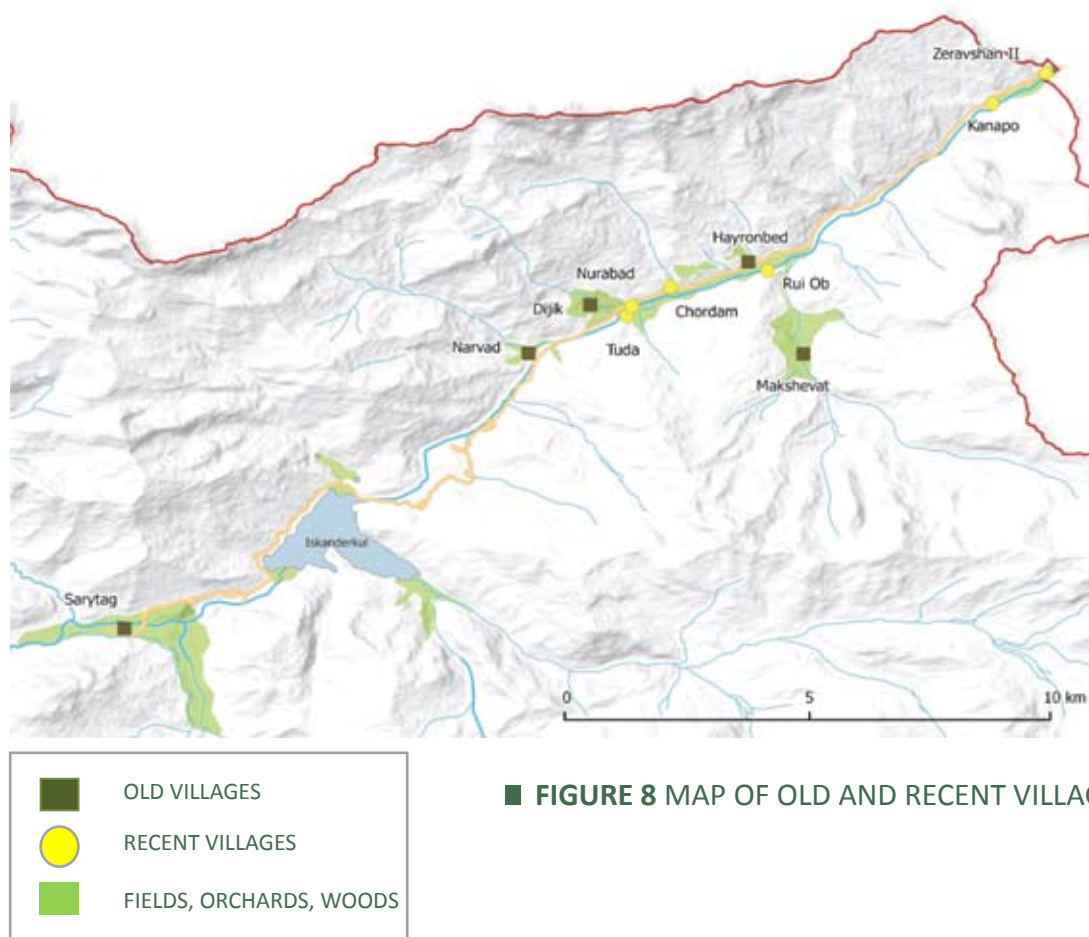 Zeravshan II
Kanapo
Hayronbed
Nurabad
Rui Ob
Dijik
Chordam
Narvad
Tuda
Makshevat
Iskanderkul
Sarytag
0 5 10 km
OLD VILLAGES
RECENT VILLAGES
FIELDS, ORCHARDS, WOODS
■ FIGURE 8 MAP OF OLD AND RECENT